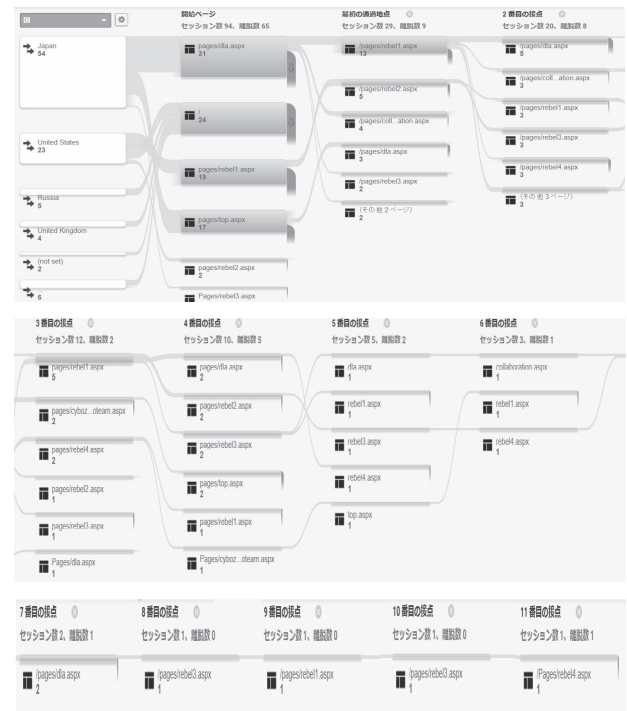 国
開始ページ
セッション数 94、離脱数 65
最初の通過地点
セッション数 29、離脱数 9
2 番目の接点
セッション数 20、離脱数 8
Japan
54
United States
23
Russia
5
United Kingdom
4
(not set)
2
...
6
pages/dla.aspx
31
/
24
pages/rebel1.aspx
19
pages/top.aspx
17
pages/rebel2.aspx
2
Pages/rebel3.aspx
/pages/rebel1.aspx
13
/pages/rebel2.aspx
5
/pages/coll...ation.aspx
4
/pages/dla.aspx
3
/pages/rebel3.aspx
2
(その他 2 ページ)
2
/pages/dla.aspx
5
/pages/coll...ation.aspx
3
/pages/rebel1.aspx
3
/pages/rebel3.aspx
3
/pages/rebel4.aspx
3
(その他 3 ページ)
3
3 番目の接点
セッション数 12、離脱数 2
4 番目の接点
セッション数 10、離脱数 5
5 番目の接点
セッション数 5、離脱数 2
6 番目の接点
セッション数 3、離脱数 1
pages/rebel1.aspx
5
pages/cyboz...oteam.aspx
2
pages/rebel4.aspx
2
pages/rebel2.aspx
1
pages/rebel3.aspx
1
Pages/dla.aspx
1
pages/dla.aspx
2
pages/rebel2.aspx
2
pages/rebel3.aspx
2
pages/top.aspx
2
pages/rebel1.aspx
1
Pages/cyboz...oteam.aspx
1
dla.aspx
1
rebel1.aspx
1
rebel3.aspx
1
rebel4.aspx
1
top.aspx
1
collaboration.aspx
1
rebel1.aspx
1
rebel4.aspx
1
7 番目の接点
セッション数 2、離脱数 1
8 番目の接点
セッション数 1、離脱数 0
9 番目の接点
セッション数 1、離脱数 0
10 番目の接点
セッション数 1、離脱数 0
11 番目の接点
セッション数 1、離脱数 1
/pages/dla.aspx
2
/pages/rebel3.aspx
1
/pages/rebel1.aspx
1
/pages/rebel3.aspx
1
/Pages/rebel4.aspx
1